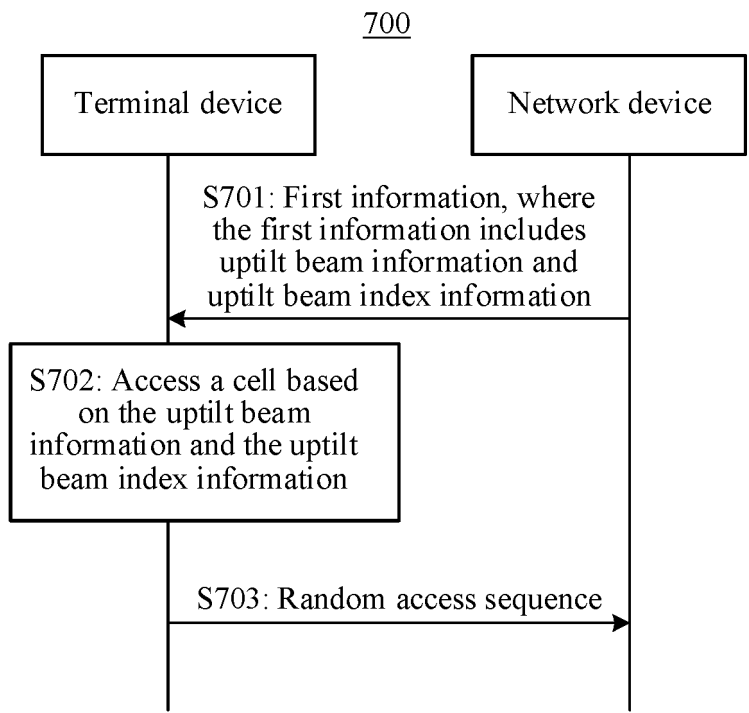 700
Terminal device
Network device
S701: First information, where
the first information includes
uptilt beam information and
uptilt beam index information
S702: Access a cell based
on the uptilt beam
information and the uptilt
beam index information
S703: Random access sequence